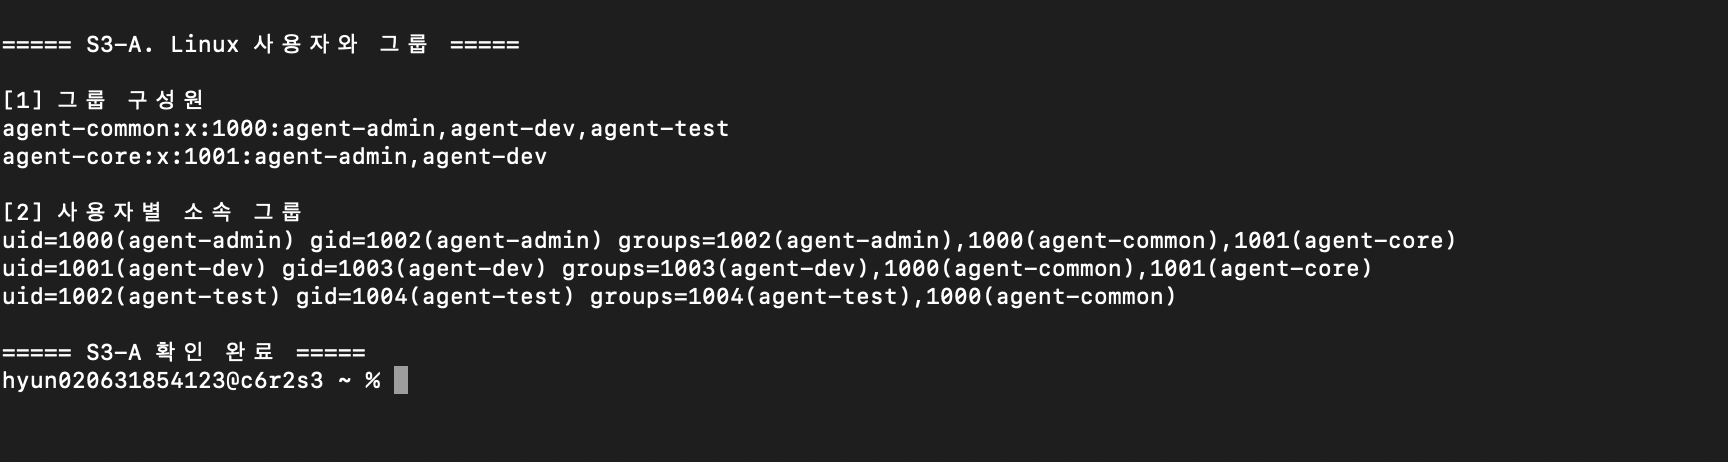 ===== S3-A. Linux 사용자와 그룹 =====
[1] 그룹 구성원
agent-common:x:1000:agent-admin,agent-dev,agent-test
agent-core:x:1001:agent-admin,agent-dev
[2] 사용자별 소속 그룹
uid=1000(agent-admin) gid=1002(agent-admin) groups=1002(agent-admin),1000(agent-common),1001(agent-core)
uid=1001(agent-dev) gid=1003(agent-dev) groups=1003(agent-dev),1000(agent-common),1001(agent-core)
uid=1002(agent-test) gid=1004(agent-test) groups=1004(agent-test),1000(agent-common)
===== S3-A 확인 완료 =====
hyun020631854123@c6r2s3 ~ %